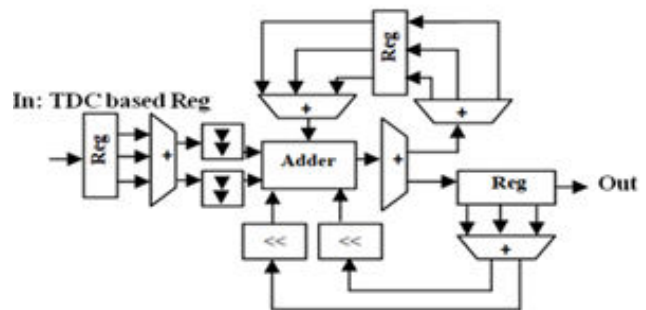 Reg
+
+
In: TDC based Reg
Reg
+
Adder
+
Reg
Out
<<
<<
+